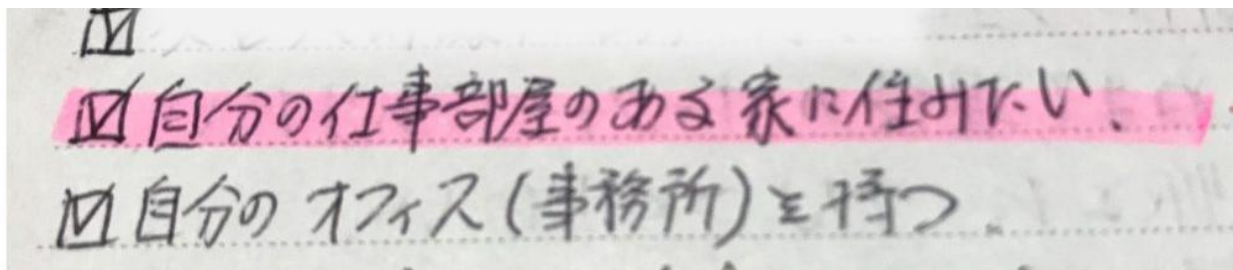 ☑
☑ 自分の仕事部屋のある家に住みたい.
☑ 自分の オフィス(事務所)を持つ.